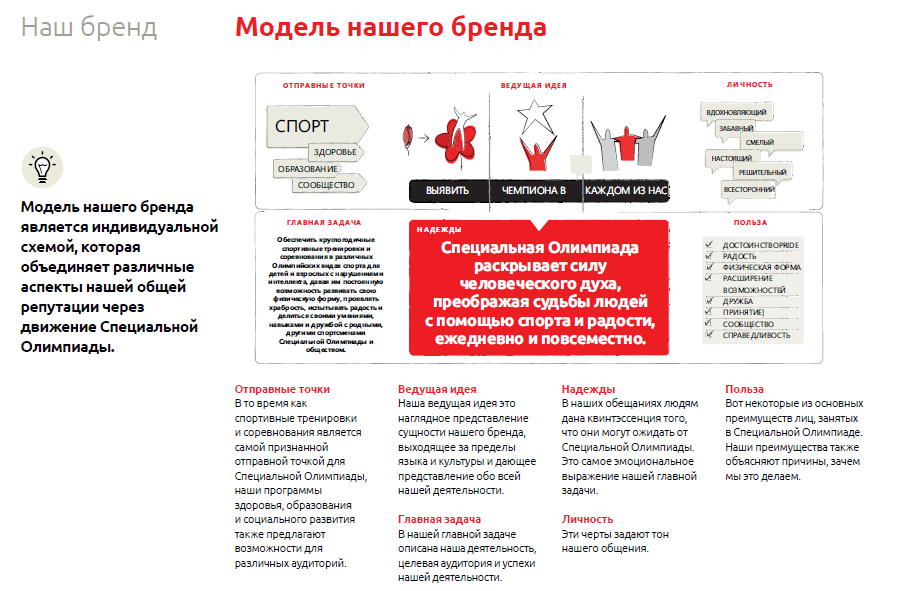 Наш бренд
Модель нашего бренда
Модель нашего бренда
является индивидуальной
схемой, которая
объединяет различные
аспекты нашей общей
репутации через
движение Специальной
Олимпиады.
ОТПРАВНЫЕ ТОЧКИ
СПОРТ
ЗДОРОВЬЕ
ОБРАЗОВАНИЕ
СООБЩЕСТВО
ВЕДУЩАЯ ИДЕЯ
ВЫЯВИТЬ
ЧЕМПИОНА В
КАЖДОМ ИЗ НАС
ЛИЧНОСТЬ
ВДОХНОВЛЯЮЩИЙ
ЗАБАВНЫЙ
СМЕЛЫЙ
НАСТОЯЩИЙ
РЕШИТЕЛЬНЫЙ
ВСЕСТОРОННИЙ
ГЛАВНАЯ ЗАДАЧА
Обеспечить круглогодичные
спортивные тренировки и
соревнования в различных
Олимпийских видах спорта для
детей и взрослых с нарушениями
интеллекта, давая им постоянную
возможность развивать свою
физическую форму, проявлять
храбрость, испытывать радость и
делиться своими умениями,
навыками и дружбой с родными,
другими спортсменами
Специальной Олимпиады и
обществом.
НАДЕЖДЫ
Специальная Олимпиада
раскрывает силу
человеческого духа,
преображая судьбы людей
с помощью спорта и радости,
ежедневно и повсеместно.
ПОЛЬЗА
ДОСТОИНСТВОPRIDE
РАДОСТЬ
ФИЗИЧЕСКАЯ ФОРМА
РАСШИРЕНИЕ
ВОЗМОЖНОСТЕЙ
ДРУЖБА
ПРИНЯТИЕ)
СООБЩЕСТВО
СПРАВЕДЛИВОСТЬ
Отправные точки
В то время как
спортивные тренировки
и соревнования является
самой признанной
отправной точкой для
Специальной Олимпиады,
наши программы
здоровья, образования
и социального развития
также предлагают
возможности для
различных аудиторий.
Ведущая идея
Наша ведущая идея это
наглядное представление
сущности нашего бренда,
выходящее за пределы
языка и культуры и дающее
представление обо всей
нашей деятельности.
Главная задача
В нашей главной задаче
описана наша деятельность,
целевая аудитория и успехи
нашей деятельности.
Надежды
В наших обещаниях людям
дана квинтэссенция того,
что они могут ожидать от
Специальной Олимпиады.
Это самое эмоциональное
выражение нашей главной
задачи.
Личность
Эти черты задают тон
нашего общения.
Польза
Вот некоторые из основных
преимуществ лиц, занятых
в Специальной Олимпиаде.
Наши преимущества также
объясняют причины, зачем
мы это делаем.